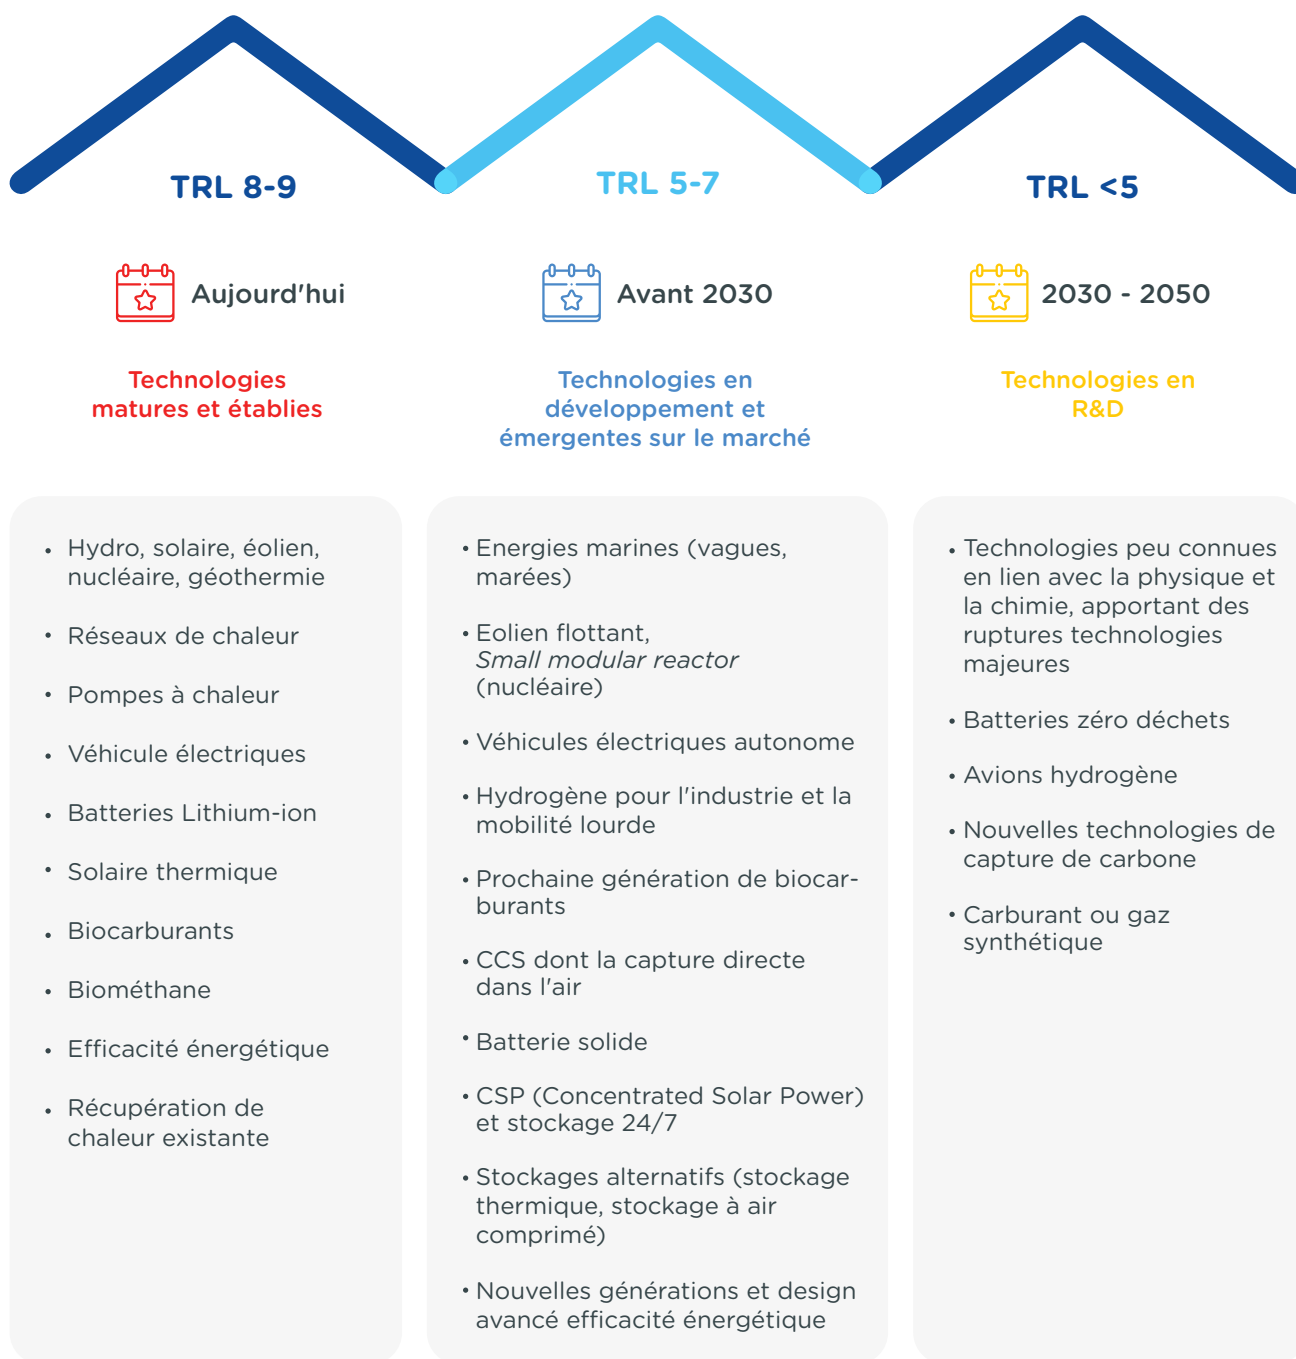 TRL 8-9
Aujourd'hui
Technologies
matures et établies
• Hydro, solaire, éolien,
nucléaire, géothermie
• Réseaux de chaleur
• Pompes à chaleur
• Véhicule électriques
• Batteries Lithium-ion
• Solaire thermique
• Biocarburants
• Biométhane
• Efficacité énergétique
• Récupération de
chaleur existante
TRL 5-7
Avant 2030
Technologies en
développement et
émergentes sur le marché
• Energies marines (vagues,
marées)
• Eolien flottant,
Small modular reactor
(nucléaire)
• Véhicules électriques autonome
• Hydrogène pour l'industrie et la
mobilité lourde
• Prochaine génération de biocar-
burants
• CCS dont la capture directe
dans l'air
• Batterie solide
• CSP (Concentrated Solar Power)
et stockage 24/7
• Stockages alternatifs (stockage
thermique, stockage à air
comprimé)
• Nouvelles générations et design
avancé efficacité énergétique
TRL <5
2030 - 2050
Technologies en
R&D
• Technologies peu connues
en lien avec la physique et
la chimie, apportant des
ruptures technologies
majeures
• Batteries zéro déchets
• Avions hydrogène
• Nouvelles technologies de
capture de carbone
• Carburant ou gaz
synthétique